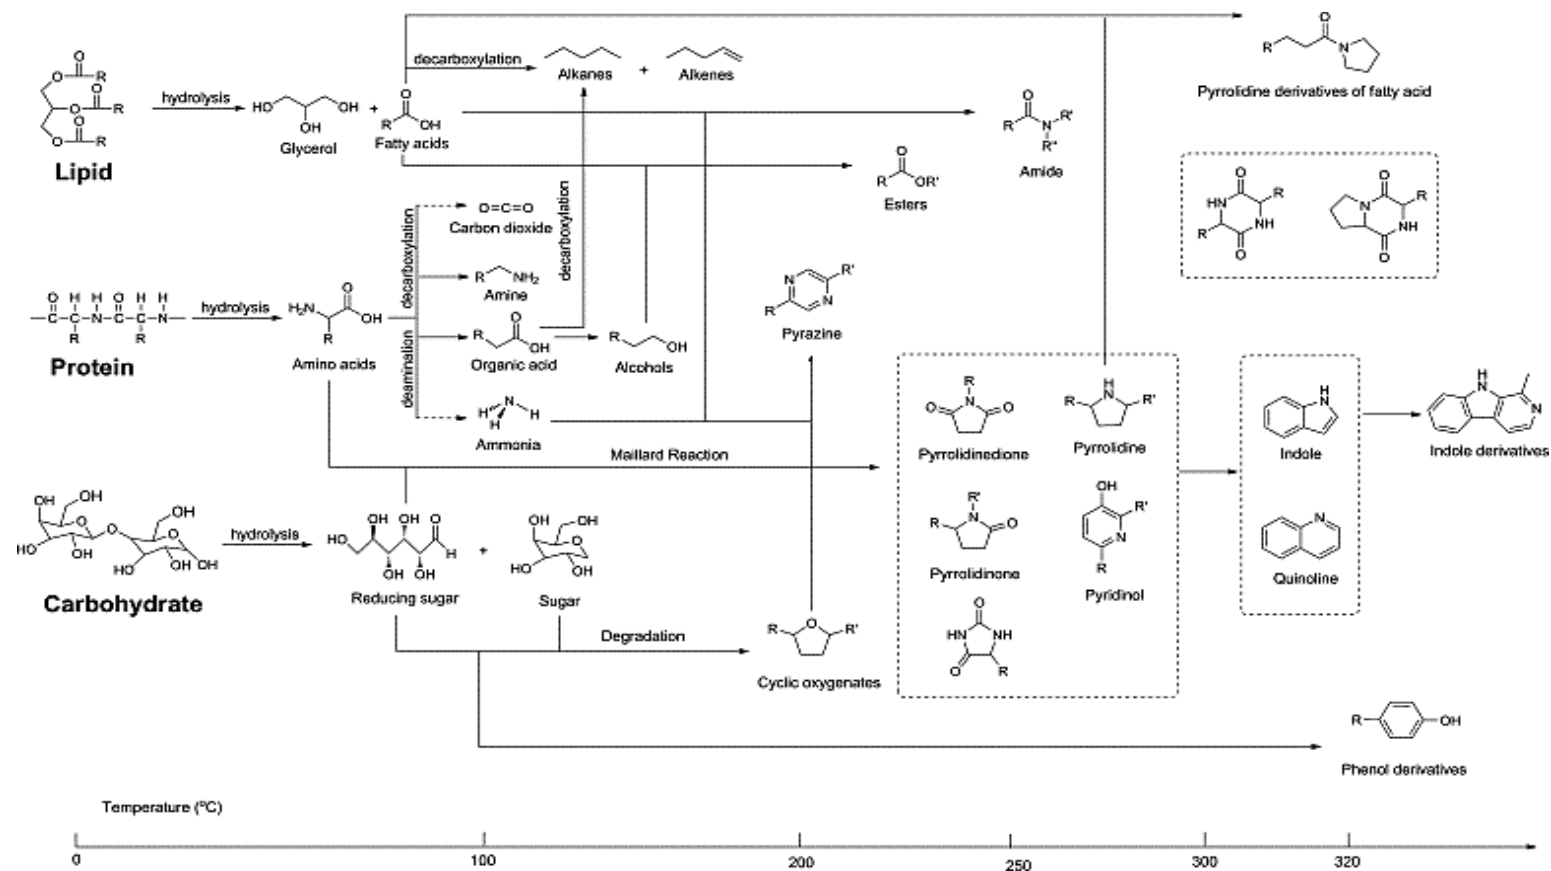 decarboxylation
Alkanes
+
Alkenes
Pyrrolidine derivatives of fatty acid
hydrolysis
Glycerol
+
Fatty acids
Lipid
Amide
Esters
O=C=O
Carbon dioxide
decarboxylation
decarboxylation
Amine
hydrolysis
Amino acids
Protein
deamination
Organic acid
Alcohols
Pyrazine
Ammonia
Maillard Reaction
Pyrrolidinedione
Pyrrolidine
Indole
Indole derivatives
hydrolysis
Reducing sugar
+
Sugar
Carbohydrate
Pyrrolidinone
Pyridinol
Quinoline
Degradation
Cyclic oxygenates
Phenol derivatives
Temperature (ºC)
0
100
200
250
300
320